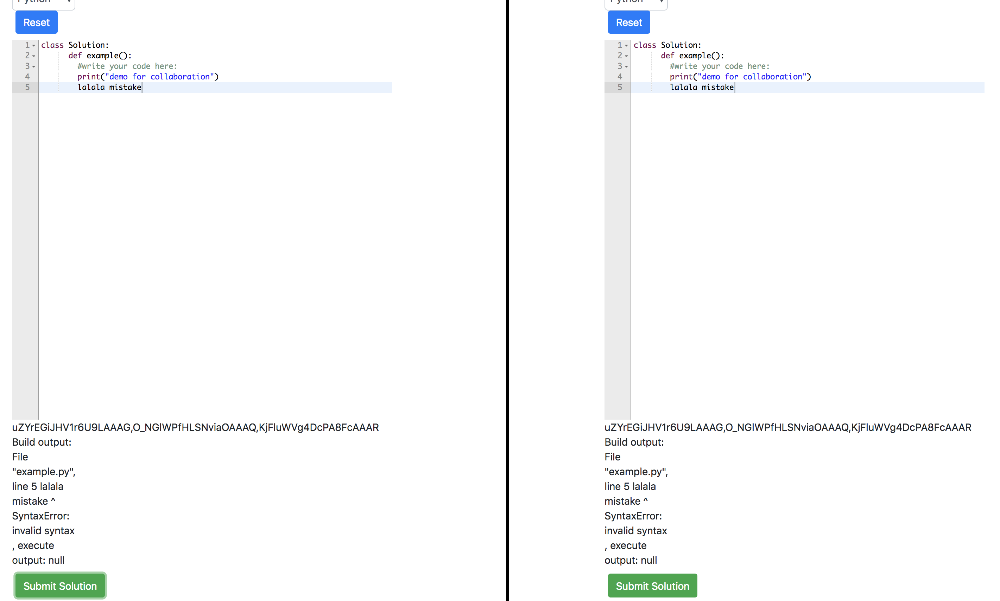 Python
Reset
1 class Solution:
2 def example():
3 #write your code here:
4 print("demo for collaboration")
5 lalala mistake
uZYrEGiJHV1r6U9LAAAG,O_NGlWPfHLSNviaOAAAQ,KjFluWVg4DcPA8FcAAAR
Build output:
File
"example.py",
line 5 lalala
mistake ^
SyntaxError:
invalid syntax
, execute
output: null
Submit Solution
Python
Reset
1 class Solution:
2 def example():
3 #write your code here:
4 print("demo for collaboration")
5 lalala mistake
uZYrEGiJHV1r6U9LAAAG,O_NGlWPfHLSNviaOAAAQ,KjFluWVg4DcPA8FcAAAR
Build output:
File
"example.py",
line 5 lalala
mistake ^
SyntaxError:
invalid syntax
, execute
output: null
Submit Solution